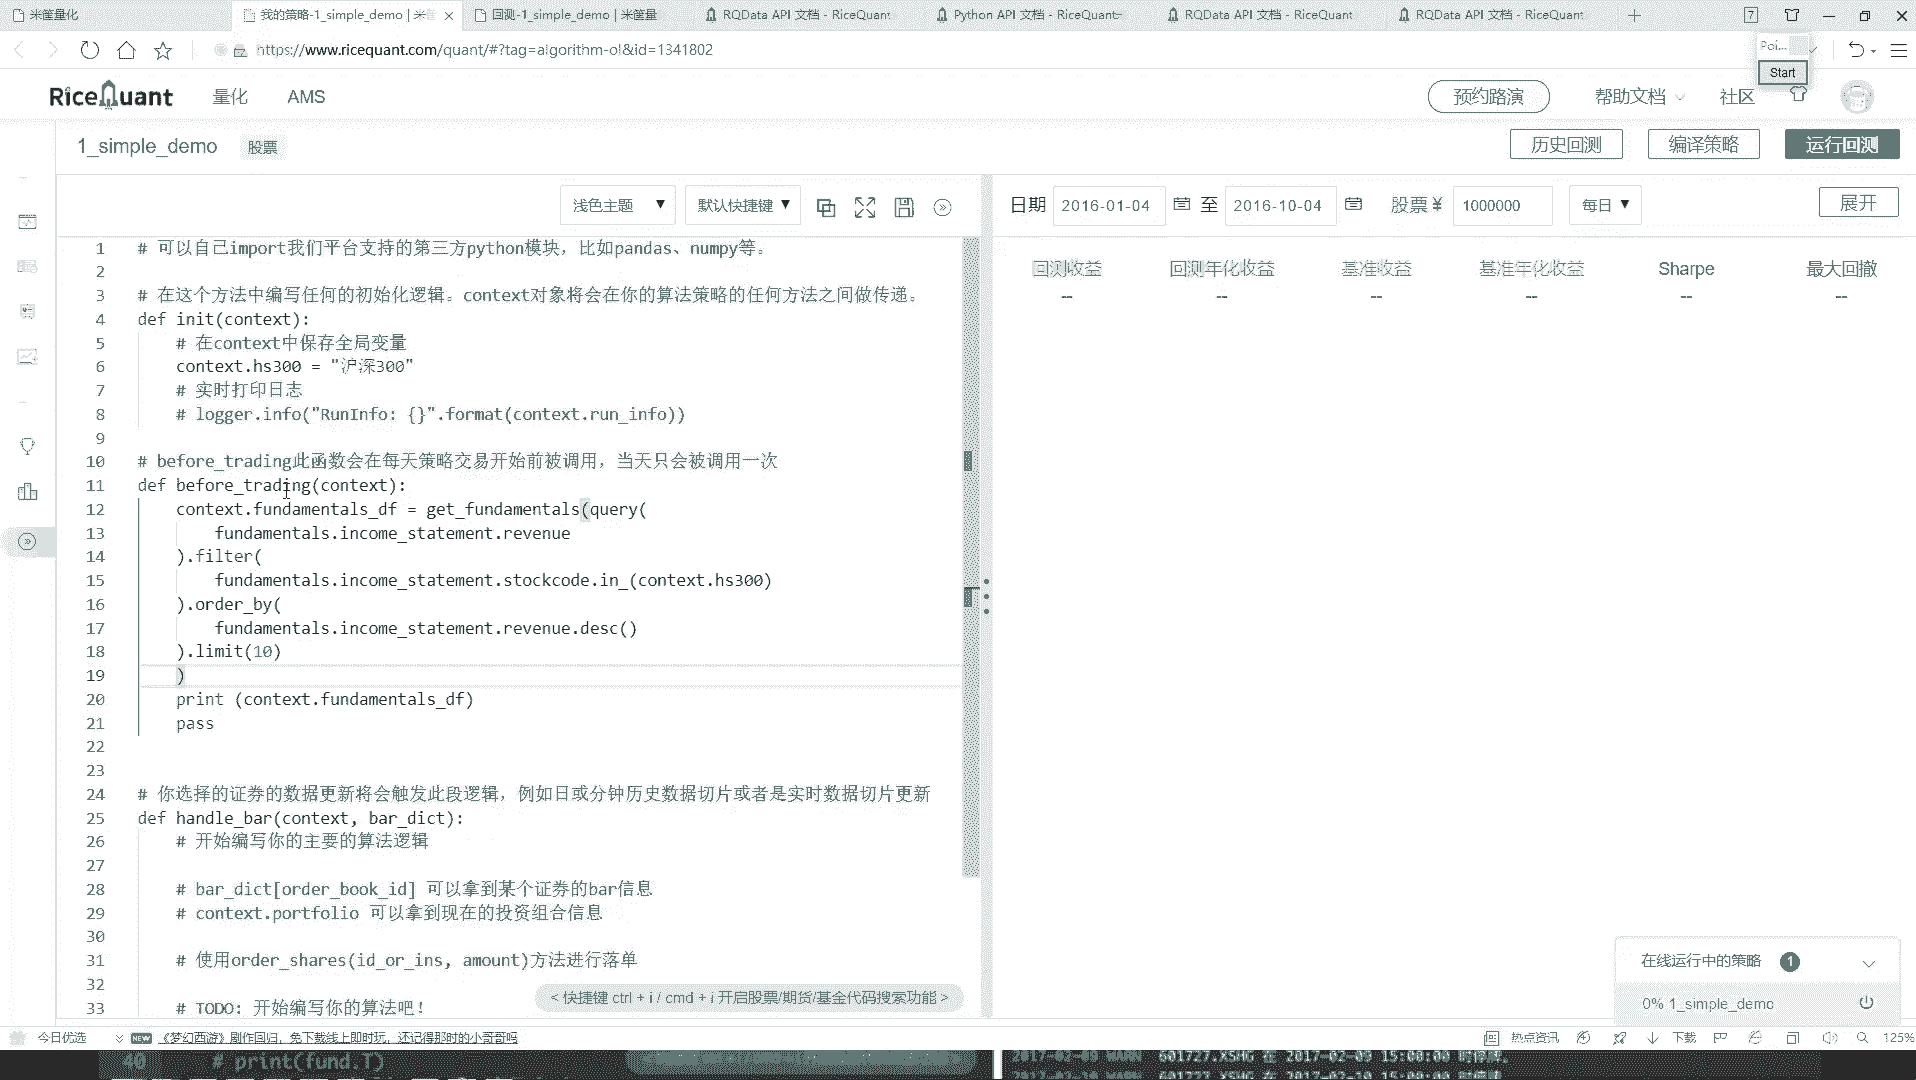 米筐量化
我的策略-1_simple_demo | 米筐
回测-1_simple_demo | 米筐量
RQData API 文档 - RiceQuant
Python API 文档 - RiceQuant
RQData API 文档 - RiceQuant
RQData API 文档 - RiceQuant
7
https://www.ricequant.com/quant/#?tag=algorithm-ol&id=1341802
Poi...
Start
RiceQuant
量化
AMS
预约路演
帮助文档
社区
1_simple_demo
股票
历史回测
编译策略
运行回测
浅色主题
默认快捷键
日期
2016-01-04
至
2016-10-04
股票 ¥
1000000
每日
展开
回测收益
回测年化收益
基准收益
基准年化收益
Sharpe
最大回撤
--
--
--
--
--
--
1 # 可以自己import我们平台支持的第三方python模块，比如pandas、numpy等。
2
3 # 在这个方法中编写任何的初始化逻辑。context对象将会在你的算法策略的任何方法之间做传递。
4 def init(context):
5 # 在context中保存全局变量
6 context.hs300 = "沪深300"
7 # 实时打印日志
8 # logger.info("RunInfo: {}".format(context.run_info))
9
10 # before_trading此函数会在每天策略交易开始前被调用，当天只会被调用一次
11 def before_trading(context):
12 context.fundamentals_df = get_fundamentals(query(
13 fundamentals.income_statement.revenue
14 ).filter(
15 fundamentals.income_statement.stockcode.in_(context.hs300)
16 ).order_by(
17 fundamentals.income_statement.revenue.desc()
18 ).limit(10)
19 )
20 print (context.fundamentals_df)
21 pass
22
23
24 # 你选择的证券的数据更新将会触发此段逻辑，例如日或分钟历史数据切片或者是实时数据切片更新
25 def handle_bar(context, bar_dict):
26 # 开始编写你的主要的算法逻辑
27
28 # bar_dict[order_book_id] 可以拿到某个证券的bar信息
29 # context.portfolio 可以拿到现在的投资组合信息
30
31 # 使用order_shares(id_or_ins, amount)方法进行落单
32
33 # TODO: 开始编写你的算法吧！
< 快捷键 ctrl + i / cmd + i 开启股票/期货/基金代码搜索功能 >
在线运行中的策略 1
0% 1_simple_demo
今日优选
NEW
《梦幻西游》剧作回归，免下载线上即时玩，还记得那时的小哥哥吗
热点资讯
下载
125%
40 # print(fund.T)
2017-02-09 WARN 601727.XSHG 在 2017-02-09 15:00:00 时停牌。